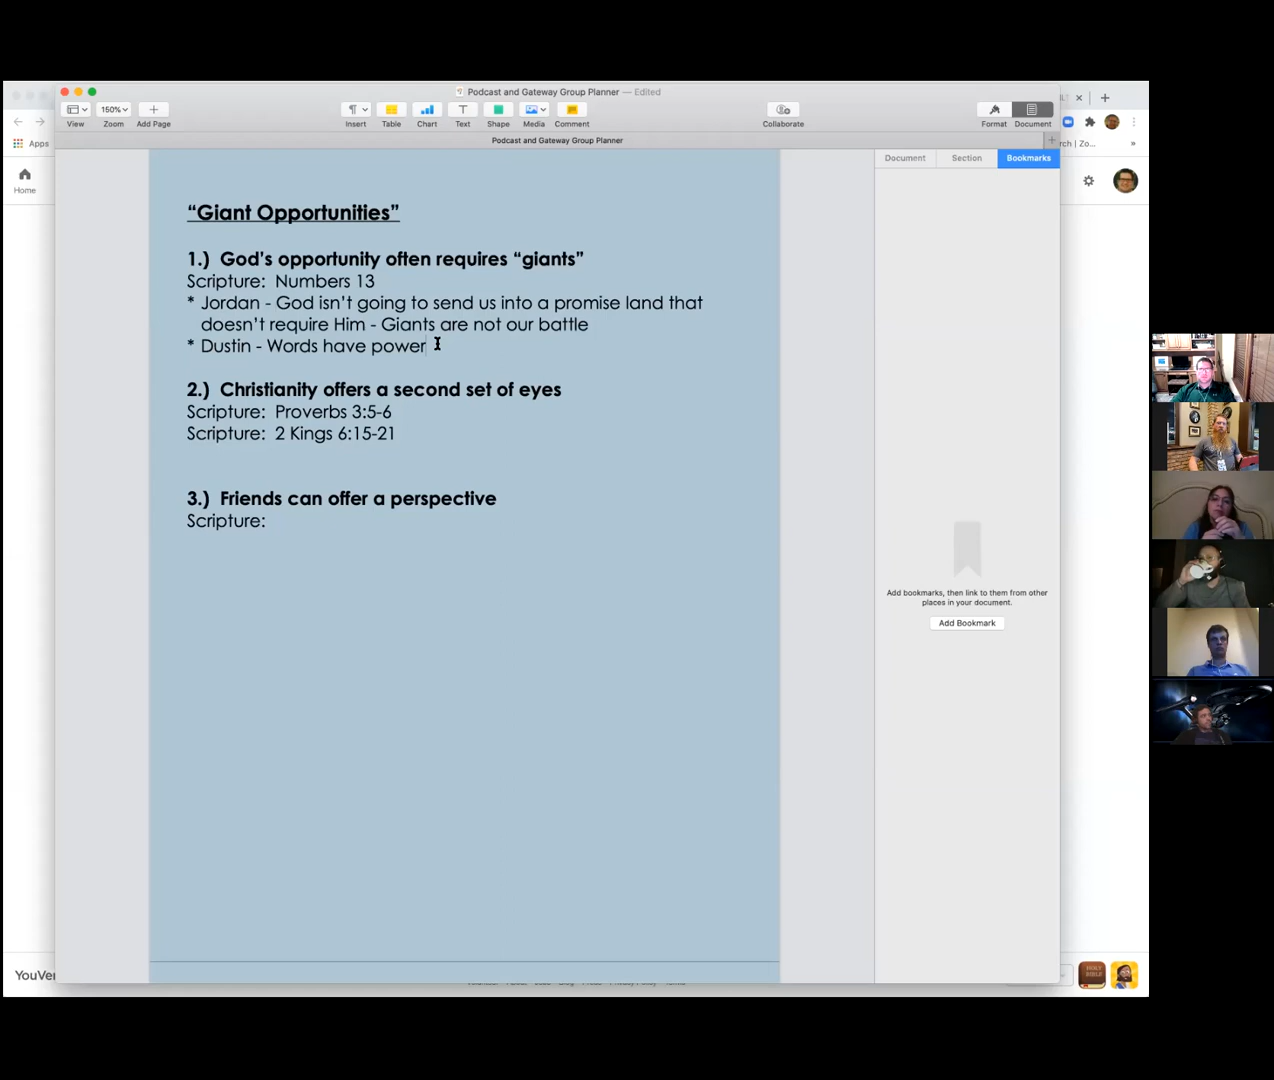 Podcast and Gateway Group Planner — Edited
150%
View
Zoom
Add Page
Insert
Table
Chart
Text
Shape
Media
Comment
Collaborate
Format
Document
Podcast and Gateway Group Planner
Apps
Home
Document
Section
Bookmarks
“Giant Opportunities”
1.) God’s opportunity often requires “giants”
Scripture: Numbers 13
* Jordan - God isn’t going to send us into a promise land that
doesn’t require Him - Giants are not our battle
* Dustin - Words have power
2.) Christianity offers a second set of eyes
Scripture: Proverbs 3:5-6
Scripture: 2 Kings 6:15-21
3.) Friends can offer a perspective
Scripture:
Add bookmarks, then link to them from other
places in your document.
Add Bookmark
YouVer
HOLY
BIBLE